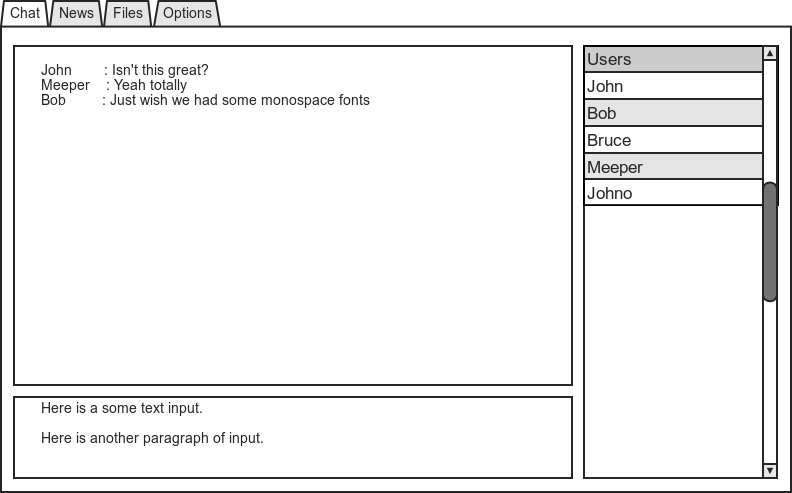 Chat News Files Options
John : Isn't this great?
Meeper : Yeah totally
Bob : Just wish we had some monospace fonts
Here is a some text input.
Here is another paragraph of input.
Users
John
Bob
Bruce
Meeper
Johno